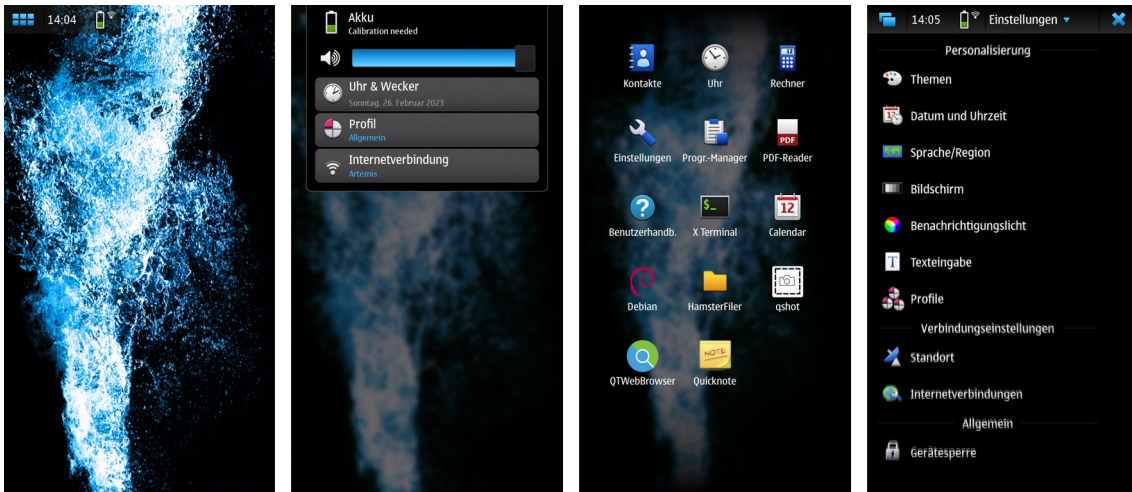 14:04
Akku
Calibration needed
Uhr & Wecker
Sonntag, 26. Februar 2023
Profil
Allgemein
Internetverbindung
Artemis
Kontakte
Uhr
Rechner
Einstellungen
Progr.-Manager
PDF
PDF-Reader
Benutzerhandb.
$_
X Terminal
12
Calendar
Debian
HamsterFiler
qshot
QTWebBrowser
NOTE
Quicknote
14:05
Einstellungen
Personalisierung
Themen
Datum und Uhrzeit
Sprache/Region
Bildschirm
Benachrichtigungslicht
T
Texteingabe
Profile
Verbindungseinstellungen
Standort
Internetverbindungen
Allgemein
Gerätesperre